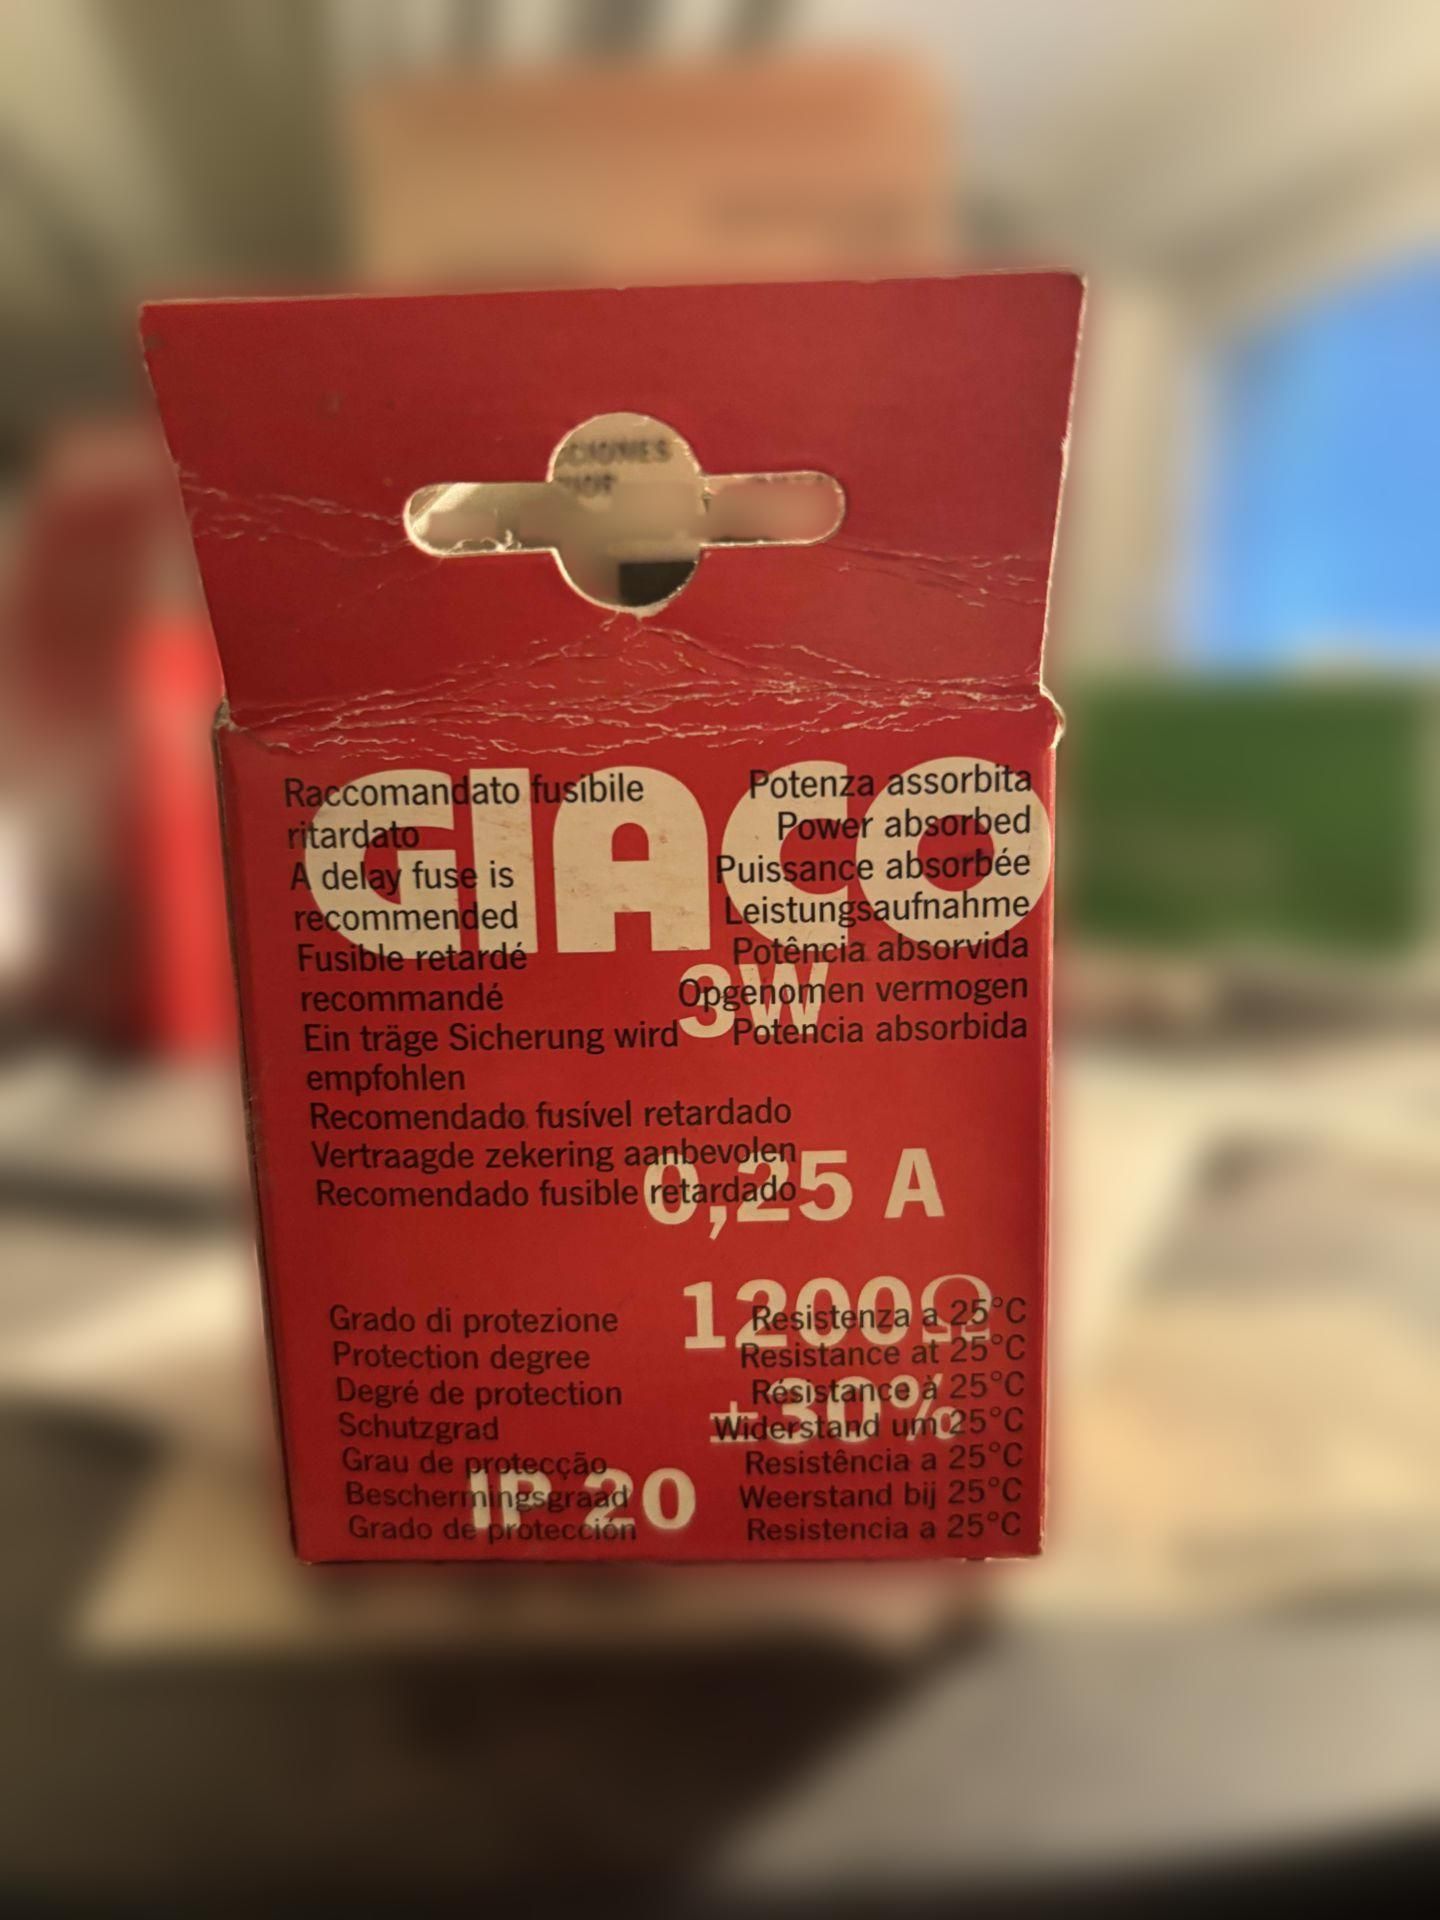 CCIONES
GIACO
Raccomandato fusibile
ritardato
A delay fuse is
recommended
Fusible retardé
recommandé
Ein träge Sicherung wird
empfohlen
Recomendado fusível retardado
Vertraagde zekering aanbevolen
Recomendado fusible retardado
0,25 A
Potenza assorbita
Power absorbed
Puissance absorbée
Leistungsaufnahme
Potência absorvida
Opgenomen vermogen
Potencia absorbida
3W
Grado di protezione
Protection degree
Degré de protection
Schutzgrad
Grau de protecção
Beschermingsgraad
Grado de protección
IP 20
1200Ω
±30%
Resistenza a 25°C
Resistance at 25°C
Résistance à 25°C
Widerstand um 25°C
Resistência a 25°C
Weerstand bij 25°C
Resistencia a 25°C